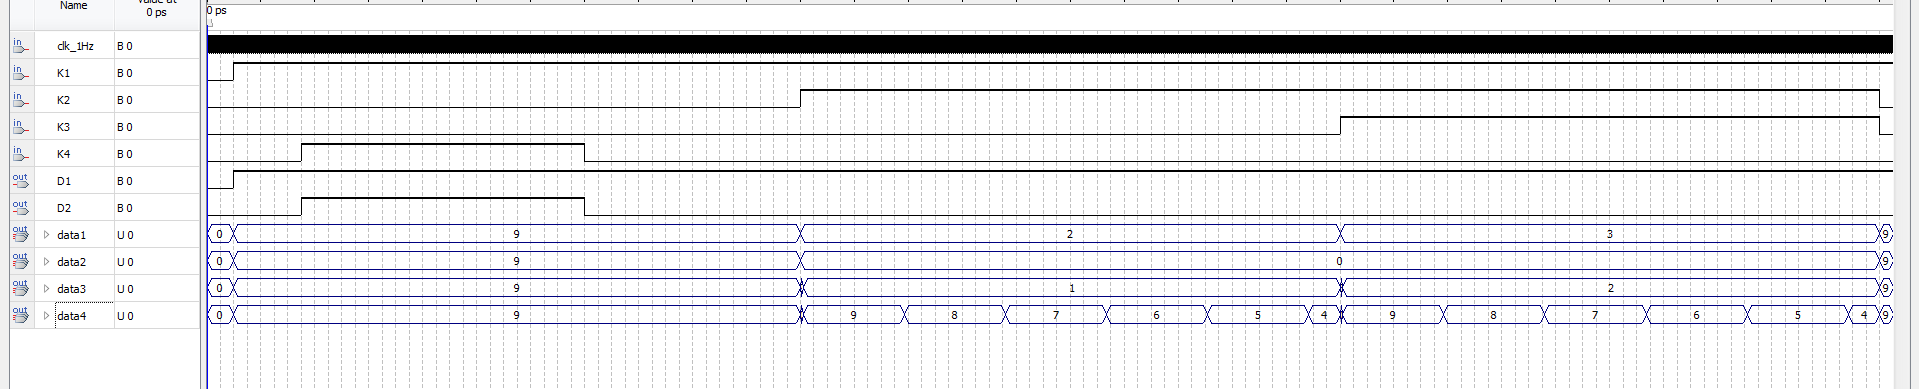 Name Value at 0 ps
0 ps
in clk_1Hz B 0
in K1 B 0
in K2 B 0
in K3 B 0
in K4 B 0
out D1 B 0
out D2 B 0
out data1 U 0 0 9 2 3 9
out data2 U 0 0 9 0 9
out data3 U 0 0 9 1 2 9
out data4 U 0 0 9 9 8 7 6 5 4 9 8 7 6 5 4 9